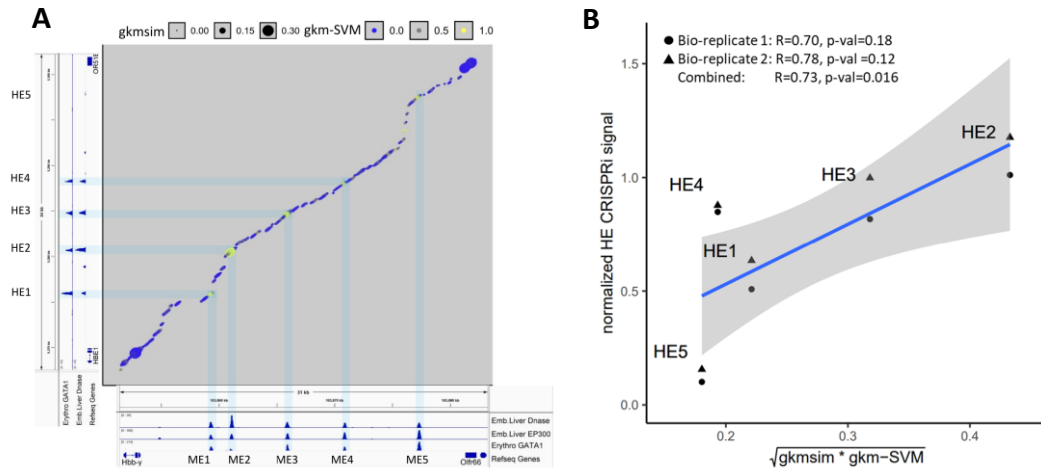 A
gkmsim 0.00 0.15 0.30 gkm-SVM 0.0 0.5 1.0
OR51E
HE5
HE4
HE3
HE2
HE1
HBE1
Erythro GATA1
Emb.Liver Dnase
Refseq Genes
31 kb
Emb.Liver Dnase
Emb.Liver EP300
Erythro GATA1
Refseq Genes
Hbb-y ME1 ME2 ME3 ME4 ME5 Olfr66
B
Bio-replicate 1: R=0.70, p-val=0.18
Bio-replicate 2: R=0.78, p-val =0.12
Combined: R=0.73, p-val=0.016
normalized HE CRISPRi signal
1.5
1.0
0.5
0.0
HE2
HE3
HE4
HE1
HE5
0.2 0.3 0.4
√gkmsim * gkm-SVM